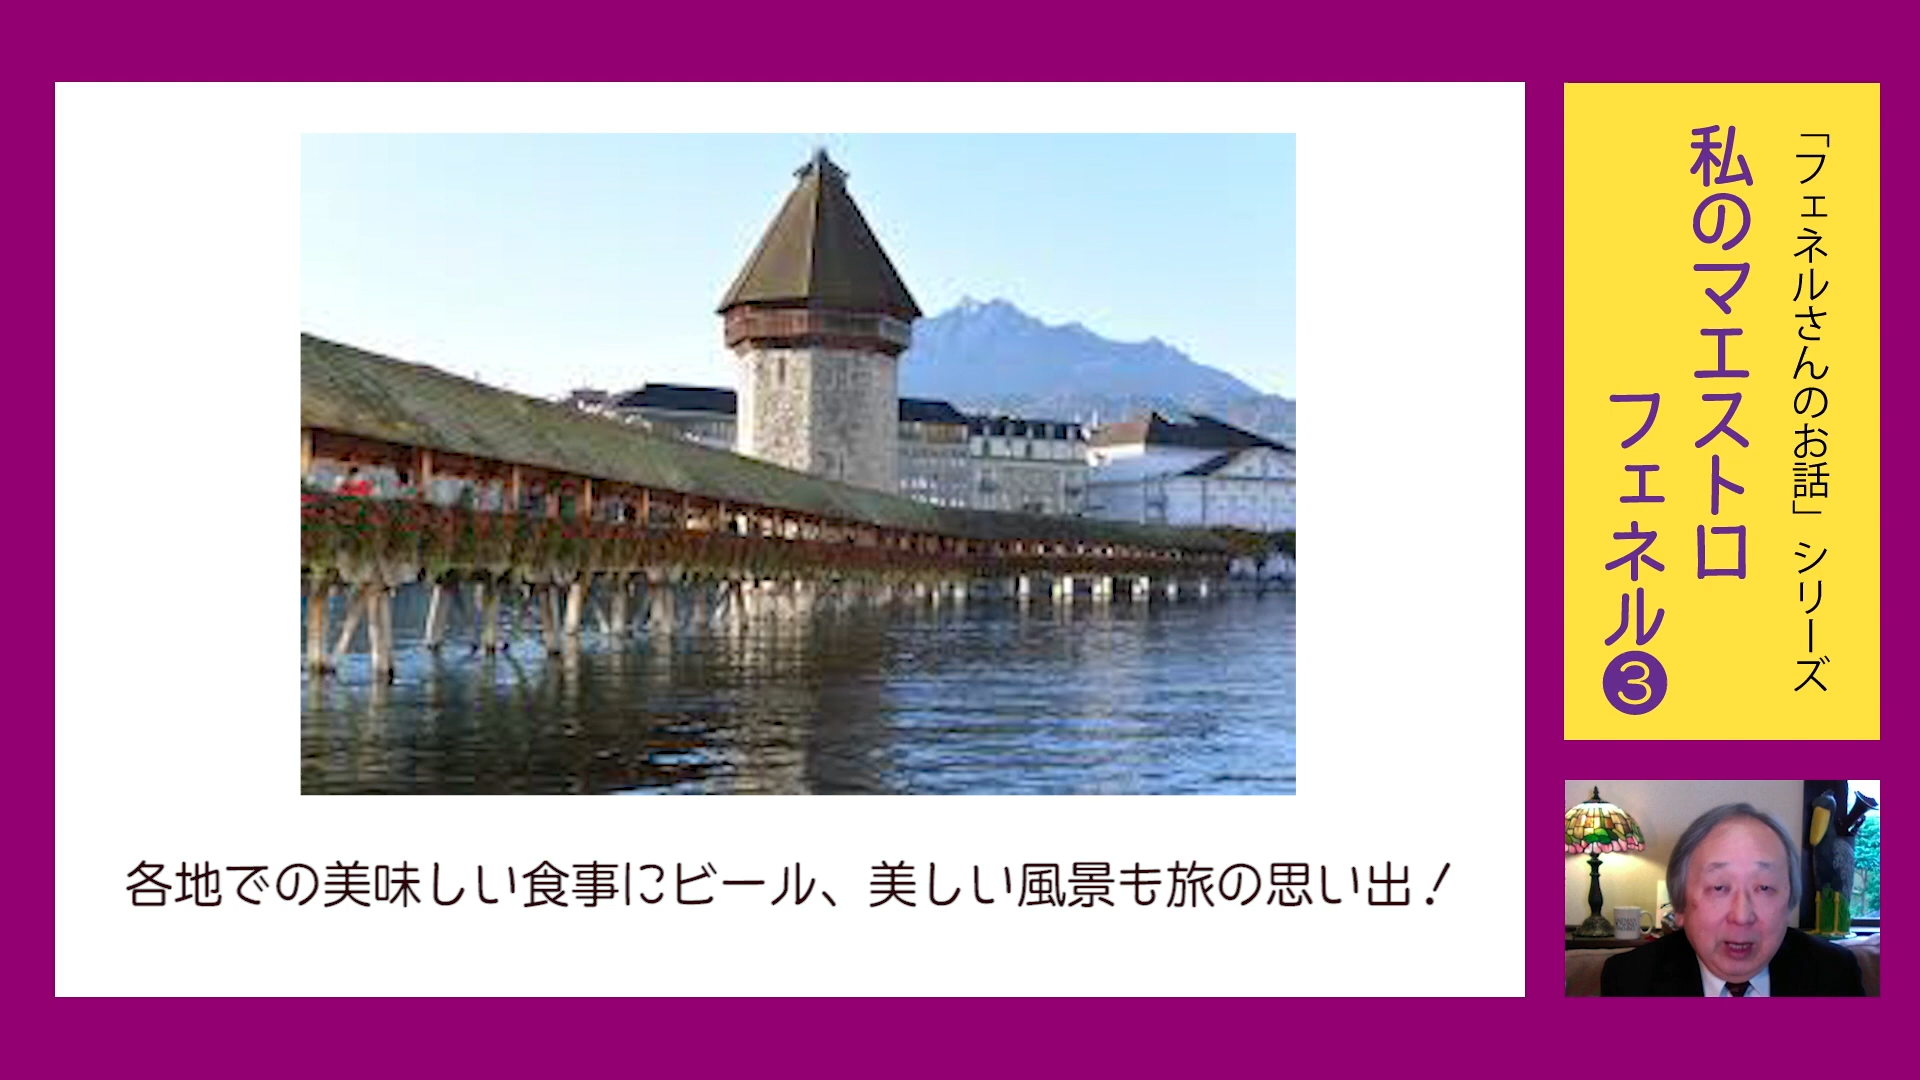 「フェネルさんのお話」シリーズ
私のマエストロ
フェネル❸
各地での美味しい食事にビール、美しい風景も旅の思い出！